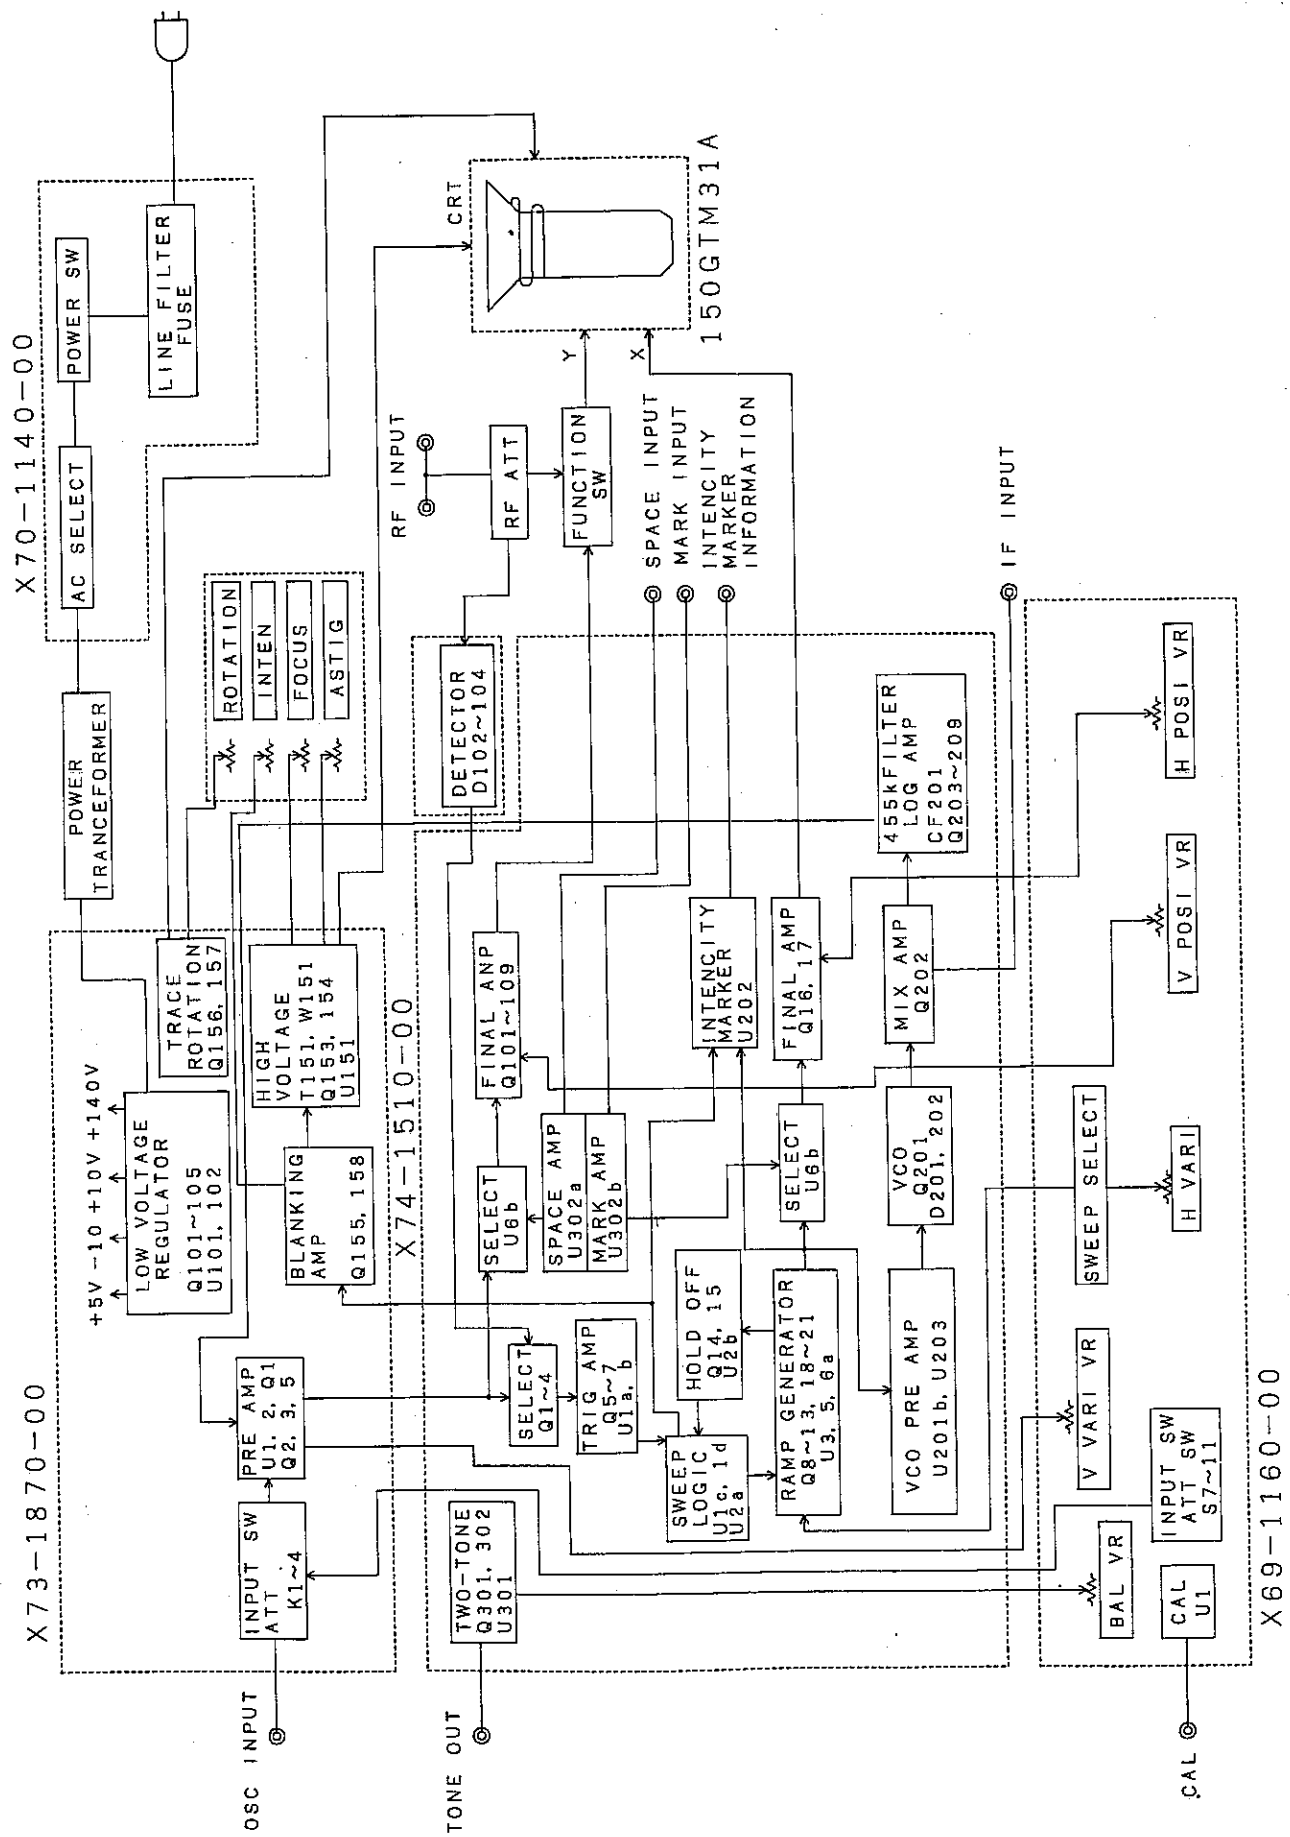 X73-1870-00
+5V -10 +10V +140V
LOW VOLTAGE
REGULATOR
Q101~105
U101, 102
POWER
TRANCEFORMER
X70-1140-00
AC SELECT
POWER SW
LINE FILTER
FUSE
TRACE
ROTATION
Q156, 157
ROTATION
INTEN
FOCUS
ASTIG
OSC INPUT
INPUT SW
ATT
K1~4
PRE AMP
U1, 2, Q1
Q2, 3, 5
BLANKING
AMP
Q155, 158
HIGH
VOLTAGE
T151, W151
Q153, 154
U151
CRT
150GTM31A
X74-1510-00
TONE OUT
TWO-TONE
Q301, 302
U301
SELECT
Q1~4
TRIG AMP
Q5~7
U1a, b
SELECT
U6b
FINAL ANP
Q101~109
DETECTOR
D102~104
RF INPUT
RF ATT
FUNCTION
SW
Y
X
SPACE AMP
U302a
MARK AMP
U302b
SPACE INPUT
MARK INPUT
INTENCITY
MARKER
INFORMATION
SWEEP
LOGIC
U1c, 1d
U2a
HOLD OFF
Q14, 15
U2b
INTENCITY
MARKER
U202
RAMP GENERATOR
Q8~13, 18~21
U3, 5, 6a
SELECT
U6b
FINAL AMP
Q16, 17
VCO PRE AMP
U201b, U203
VCO
Q201
D201, 202
MIX AMP
Q202
455kFILTER
LOG AMP
CF201
Q203~209
IF INPUT
X69-1160-00
CAL
CAL
U1
BAL VR
INPUT SW
ATT SW
S7~11
V VARI VR
SWEEP SELECT
H VARI
V POSI VR
H POSI VR